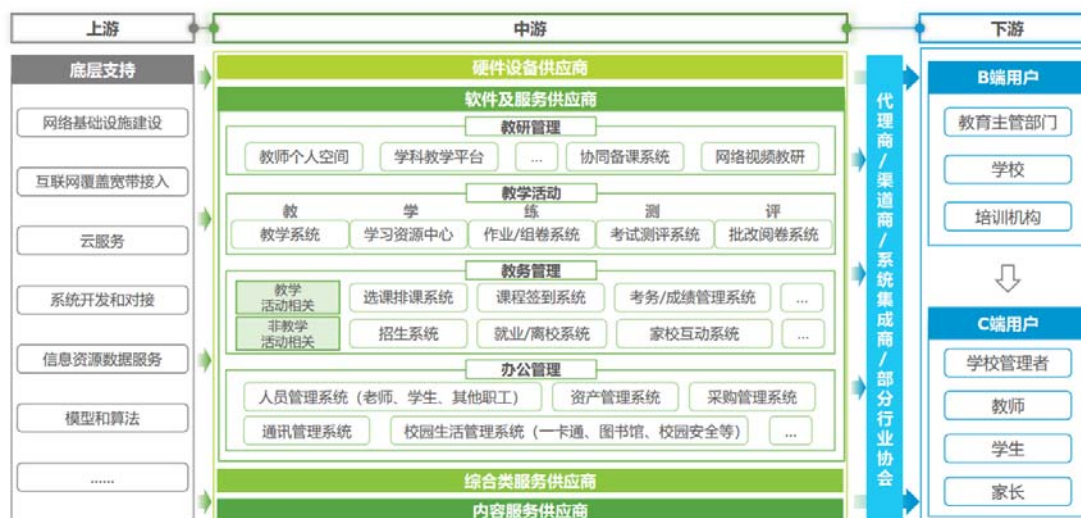 上游
中游
下游
底层支持
网络基础设施建设
互联网覆盖宽带接入
云服务
系统开发和对接
信息资源数据服务
模型和算法
......
硬件设备供应商
软件及服务供应商
教研管理
教师个人空间
学科教学平台
...
协同备课系统
网络视频教研
教学活动
教 学 练 测 评
教学系统
学习资源中心
作业/组卷系统
考试测评系统
批改阅卷系统
教务管理
教学
活动相关
选课排课系统
课程签到系统
考务/成绩管理系统
...
非教学
活动相关
招生系统
就业/离校系统
家校互动系统
...
办公管理
人员管理系统（老师、学生、其他职工）
资产管理系统
采购管理系统
通讯管理系统
校园生活管理系统（一卡通、图书馆、校园安全等）
...
综合类服务供应商
内容服务供应商
代理商/渠道商/系统集成商/部分行业协会
B端用户
教育主管部门
学校
培训机构
C端用户
学校管理者
教师
学生
家长